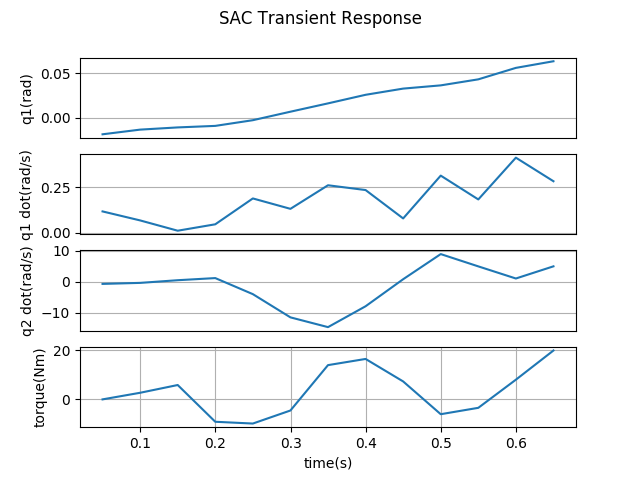 SAC Transient Response
0.05
0.00
q1(rad)
0.25
0.00
q1 dot(rad/s)
10
0
−10
q2 dot(rad/s)
20
0
torque(Nm)
0.1 0.2 0.3 0.4 0.5 0.6
time(s)